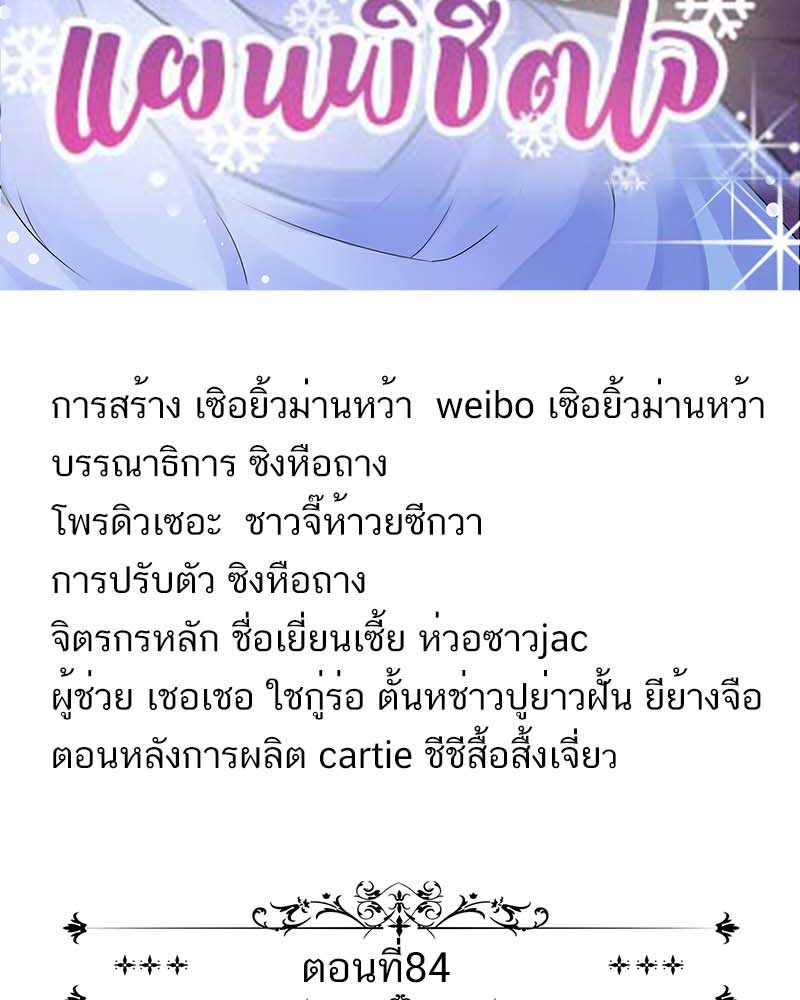 แผนพิชิตใจ
การสร้าง เซิอยิ้วม่านหว้า weibo เซิอยิ้วม่านหว้า
บรรณาธิการ ซิงหือถาง
โพรดิวเซอะ ชาวจี๊ห้าวยซีกวา
การปรับตัว ซิงหือถาง
จิตรกรหลัก ชื่อเยี่ยนเซี้ย ห่วอซาวjac
ผู้ช่วย เชอเชอ ใชกู่ร่อ ตั้นหช่าวปูย่าวฝั้น ยีย้างจือ
ตอนหลังการผลิต cartie ชีชีสื้อสิ้งเจี่ยว
ตอนที่84